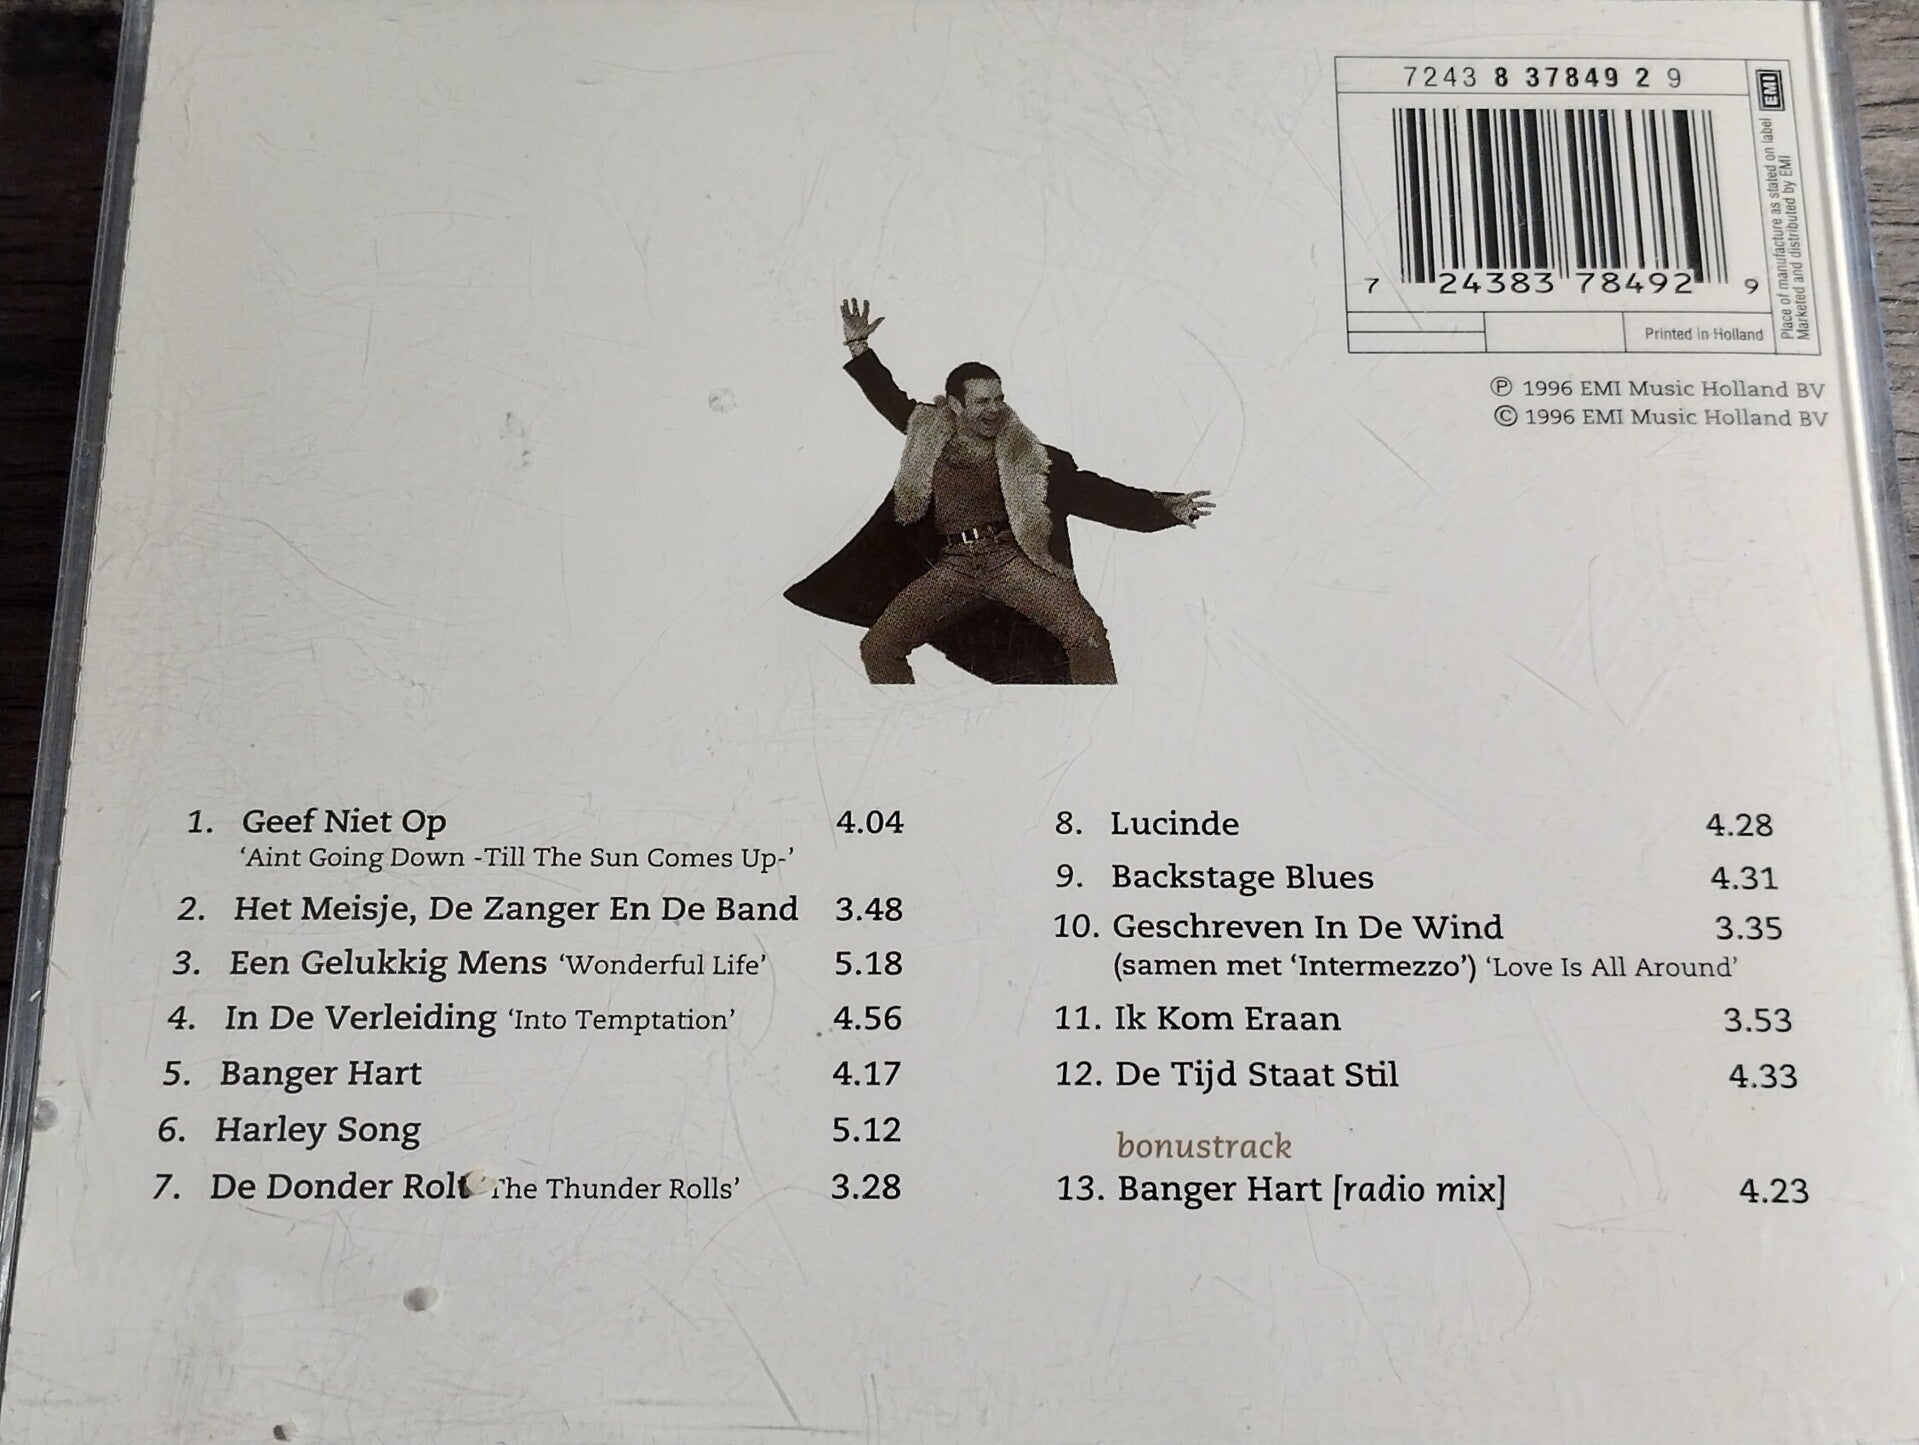 7243 8 37849 2 9
EMI
Place of manufacture as stated on label
Marketed and distributed by EMI
7 24383 78492 9
Printed in Holland
℗ 1996 EMI Music Holland BV
© 1996 EMI Music Holland BV
1. Geef Niet Op 4.04
‘Aint Going Down -Till The Sun Comes Up-’
2. Het Meisje, De Zanger En De Band 3.48
3. Een Gelukkig Mens ‘Wonderful Life’ 5.18
4. In De Verleiding ‘Into Temptation’ 4.56
5. Banger Hart 4.17
6. Harley Song 5.12
7. De Donder Rolt The Thunder Rolls’ 3.28
8. Lucinde 4.28
9. Backstage Blues 4.31
10. Geschreven In De Wind 3.35
(samen met ‘Intermezzo’) ‘Love Is All Around’
11. Ik Kom Eraan 3.53
12. De Tijd Staat Stil 4.33
bonustrack
13. Banger Hart [radio mix] 4.23